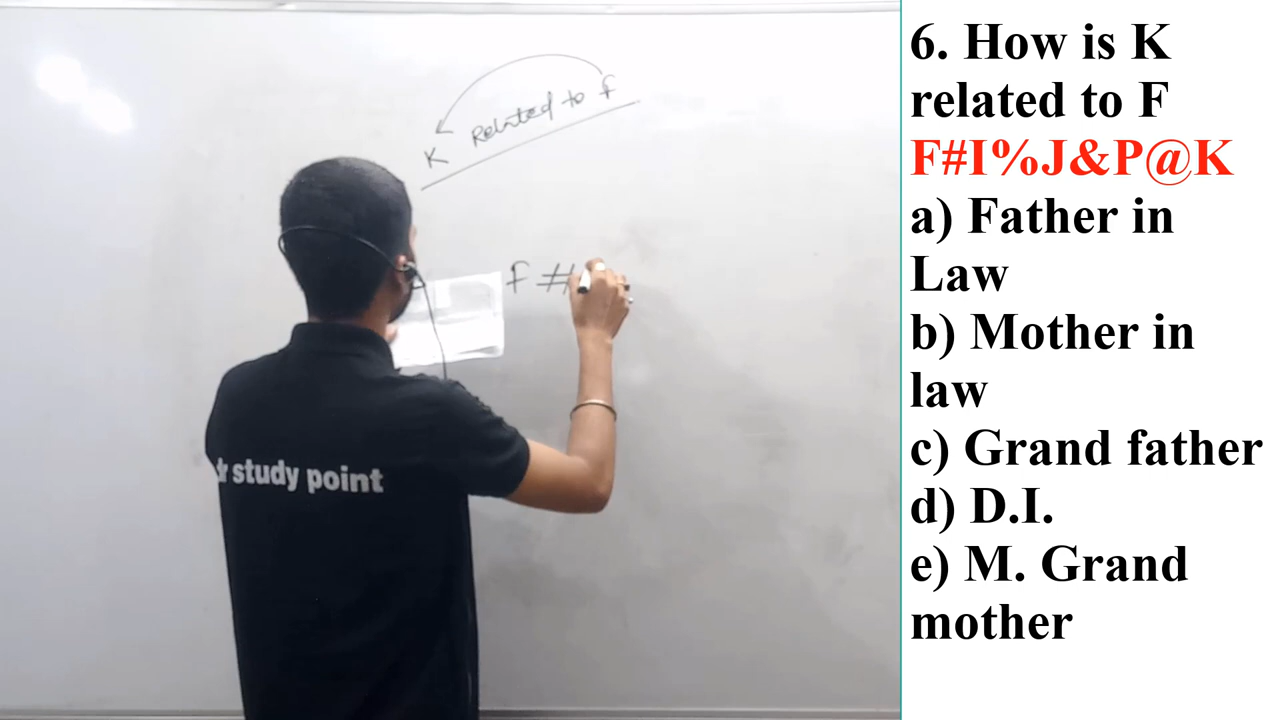 K Related to F
F #
r study point
6. How is K
related to F
F#I%J&P@K
a) Father in
Law
b) Mother in
law
c) Grand father
d) D.I.
e) M. Grand
mother